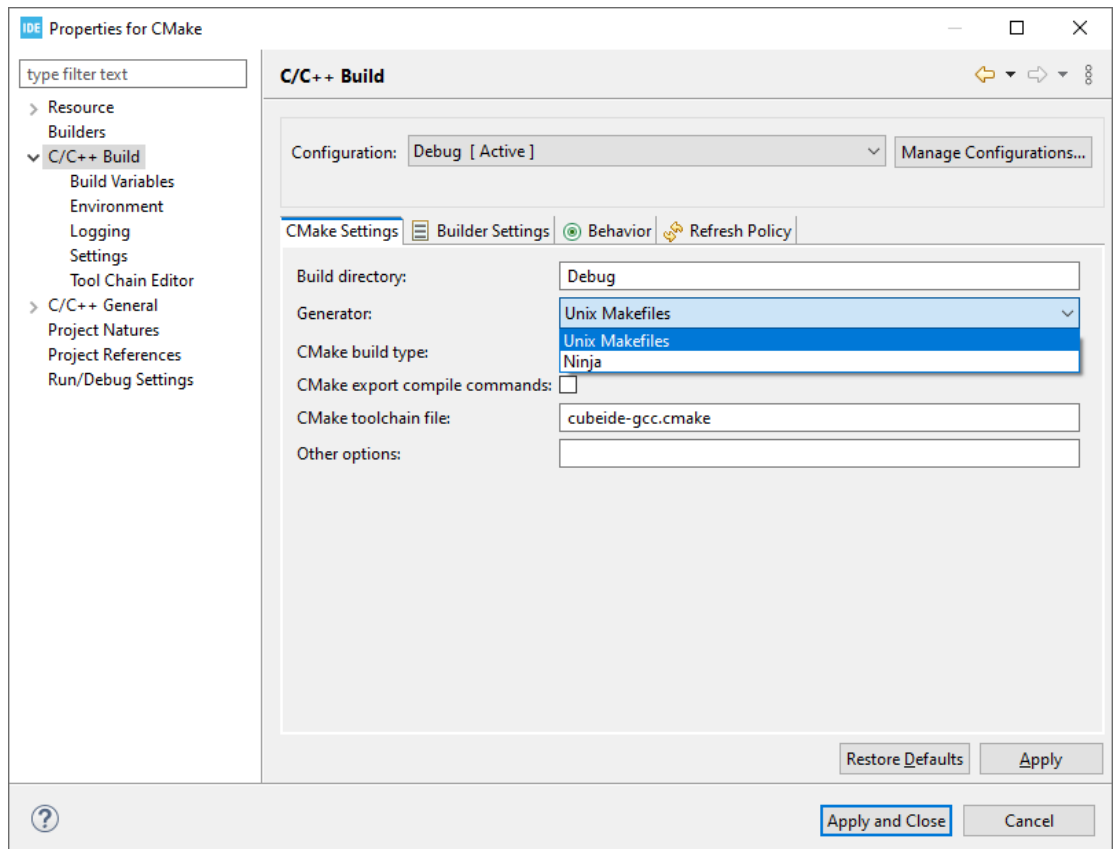 IDE Properties for CMake
type filter text
Resource
Builders
C/C++ Build
Build Variables
Environment
Logging
Settings
Tool Chain Editor
C/C++ General
Project Natures
Project References
Run/Debug Settings
C/C++ Build
Configuration: Debug [ Active ] Manage Configurations...
CMake Settings Builder Settings Behavior Refresh Policy
Build directory: Debug
Generator: Unix Makefiles
Unix Makefiles
CMake build type:
Ninja
CMake export compile commands:
CMake toolchain file: cubeide-gcc.cmake
Other options:
Restore Defaults Apply
? Apply and Close Cancel